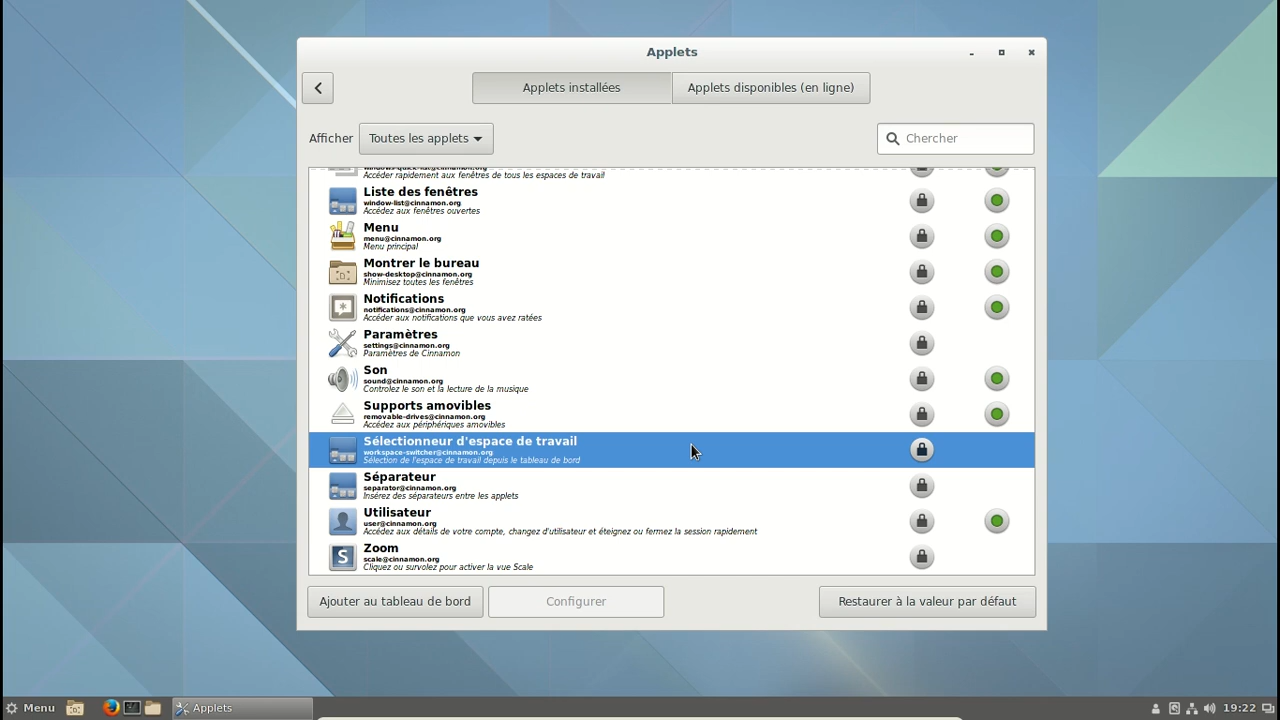 Applets
Applets installées
Applets disponibles (en ligne)
Afficher
Toutes les applets
Chercher
Accéder rapidement aux fenêtres de tous les espaces de travail
Liste des fenêtres
window-list@cinnamon.org
Accédez aux fenêtres ouvertes
Menu
menu@cinnamon.org
Menu principal
Montrer le bureau
show-desktop@cinnamon.org
Minimisez toutes les fenêtres
Notifications
notifications@cinnamon.org
Accéder aux notifications que vous avez ratées
Paramètres
settings@cinnamon.org
Paramètres de Cinnamon
Son
sound@cinnamon.org
Controlez le son et la lecture de la musique
Supports amovibles
removable-drives@cinnamon.org
Accédez aux périphériques amovibles
Sélectionneur d'espace de travail
workspace-switcher@cinnamon.org
Sélection de l'espace de travail depuis le tableau de bord
Séparateur
separator@cinnamon.org
Insérez des séparateurs entre les applets
Utilisateur
user@cinnamon.org
Accédez aux détails de votre compte, changez d'utilisateur et éteignez ou fermez la session rapidement
Zoom
scale@cinnamon.org
Cliquez ou survolez pour activer la vue Scale
Ajouter au tableau de bord
Configurer
Restaurer à la valeur par défaut
Menu
Applets
19:22